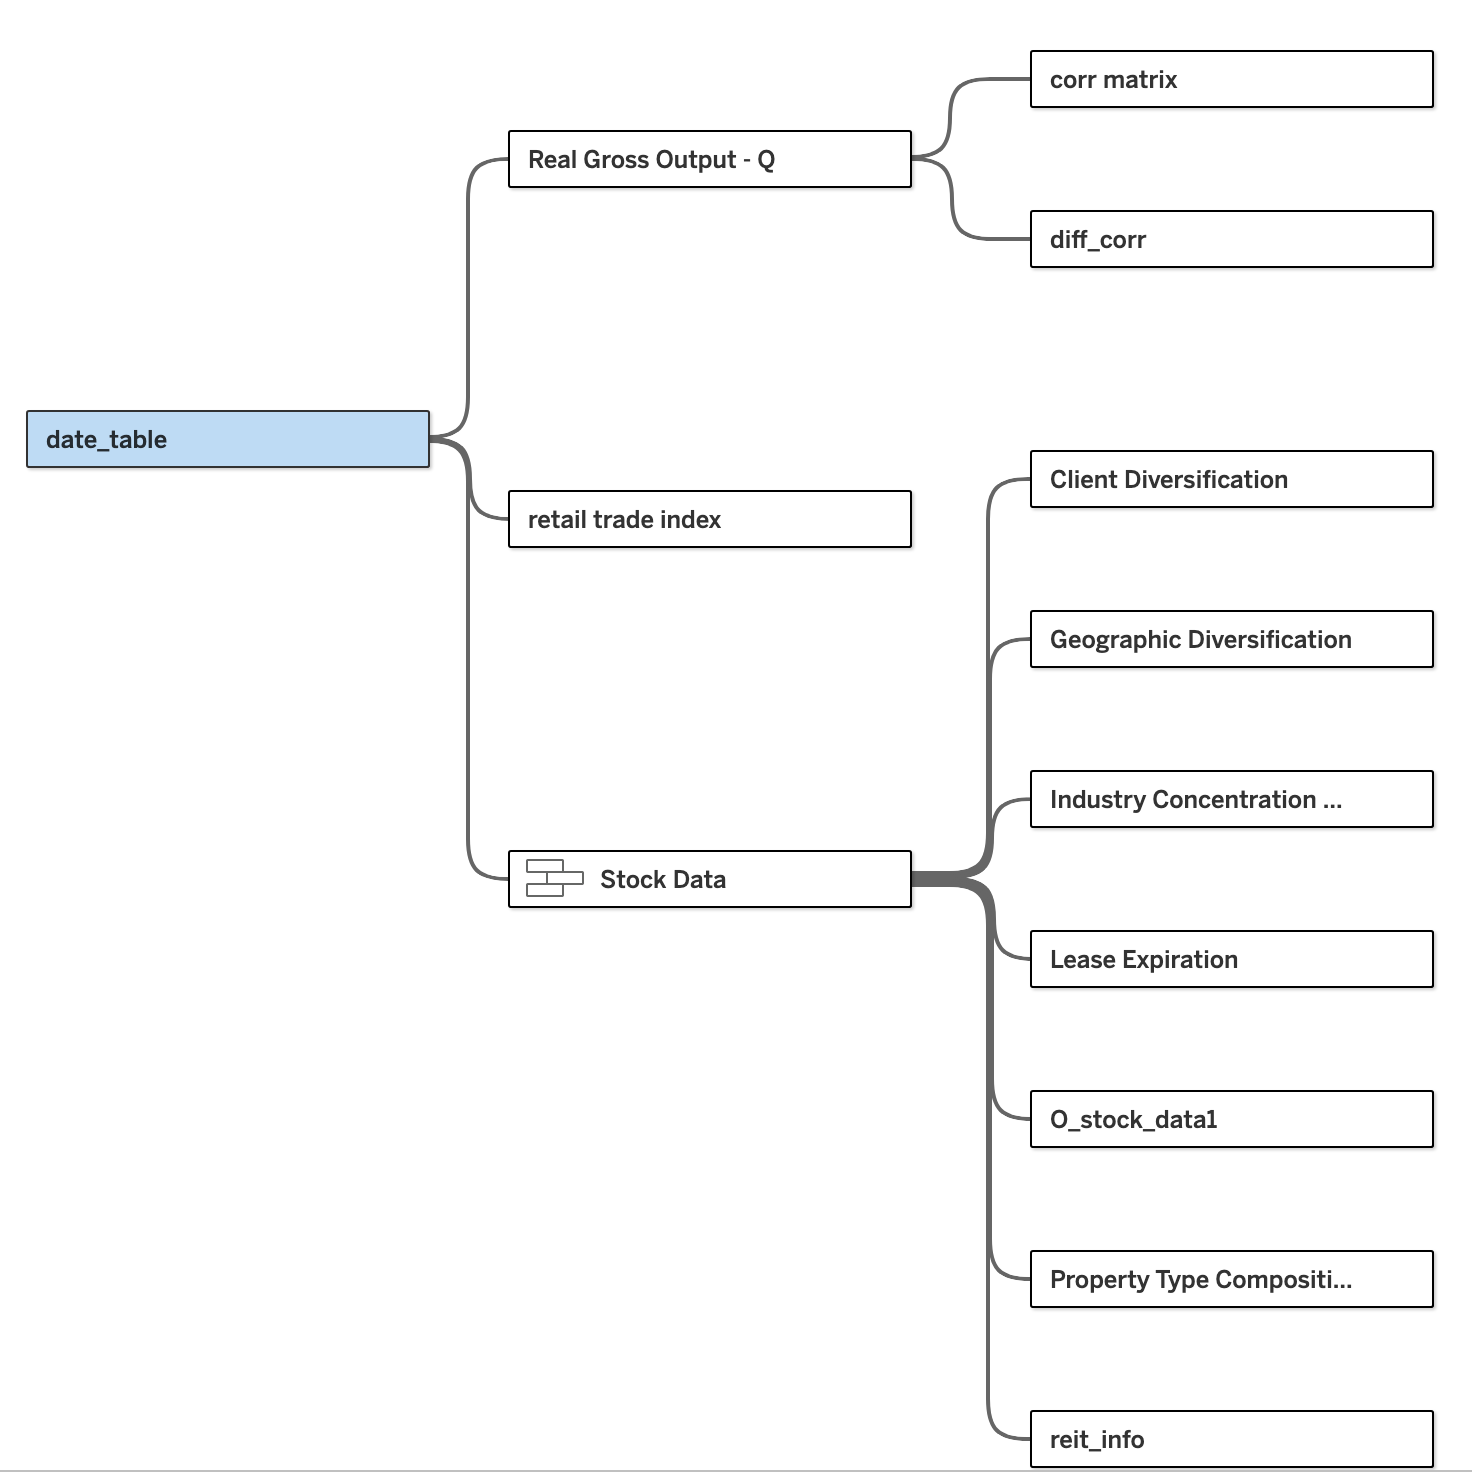 corr matrix
Real Gross Output - Q
diff_corr
date_table
Client Diversification
retail trade index
Geographic Diversification
Industry Concentration ...
Stock Data
Lease Expiration
O_stock_data1
Property Type Compositi...
reit_info